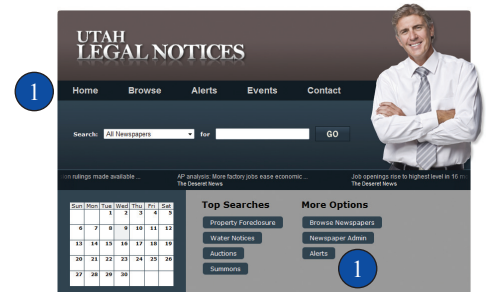 UTAH
LEGAL NOTICES
1
Home Browse Alerts Events Contact
Search: All Newspapers for GO
on rulings made available ... AP analysis: More factory jobs ease economic ... Job openings rise to highest level in 16
The Deseret News The Deseret News
Sun Mon Tue Wed Thu Fri Sat
1 2 3 4 5
6 7 8 9 10 11 12
13 14 15 16 17 18 19
20 21 22 23 24 25 26
27 28 29 30
Top Searches
Property Foreclosure
Water Notices
Auctions
Summons
More Options
Browse Newspapers
Newspaper Admin
Alerts
1